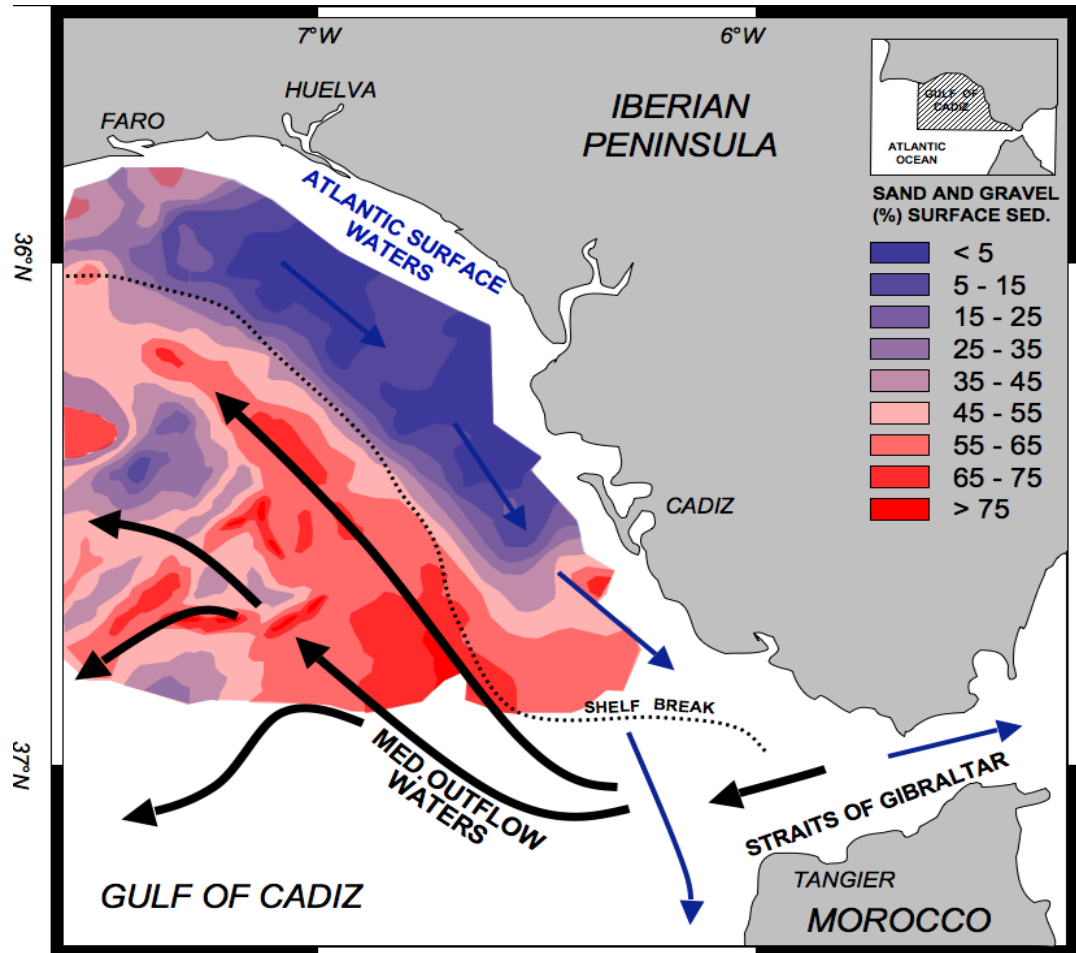 7°W
6°W
HUELVA
FARO
IBERIAN
PENINSULA
GULF OF
CADIZ
ATLANTIC
OCEAN
SAND AND GRAVEL
(%) SURFACE SED.
< 5
5 - 15
15 - 25
25 - 35
35 - 45
45 - 55
55 - 65
65 - 75
> 75
ATLANTIC SURFACE
WATERS
36°N
CADIZ
SHELF BREAK
37°N
MED.OUTFLOW
WATERS
STRAITS OF GIBRALTAR
TANGIER
GULF OF CADIZ
MOROCCO